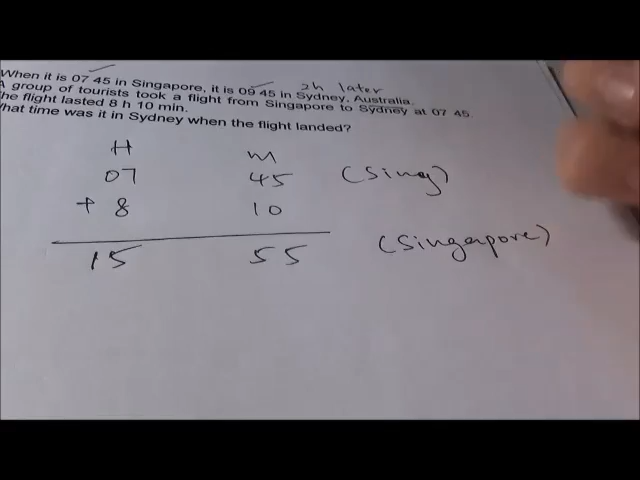 When it is 07 45 in Singapore, it is 09 45 in Sydney, Australia.
2h later
A group of tourists took a flight from Singapore to Sydney at 07 45.
he flight lasted 8 h 10 min.
hat time was it in Sydney when the flight landed?
H M
07 45 (Sing)
+ 8 10
15 55 (Singapore)